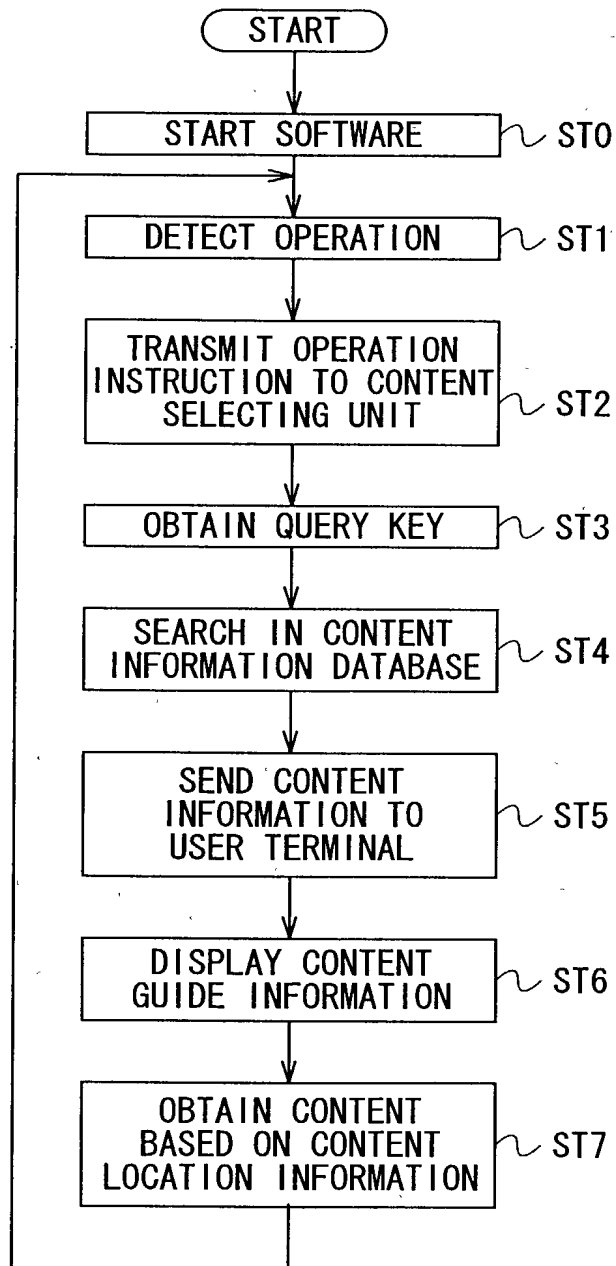 START
START SOFTWARE
ST0
DETECT OPERATION
ST1
TRANSMIT OPERATION
INSTRUCTION TO CONTENT
SELECTING UNIT
ST2
OBTAIN QUERY KEY
ST3
SEARCH IN CONTENT
INFORMATION DATABASE
ST4
SEND CONTENT
INFORMATION TO
USER TERMINAL
ST5
DISPLAY CONTENT
GUIDE INFORMATION
ST6
OBTAIN CONTENT
BASED ON CONTENT
LOCATION INFORMATION
ST7